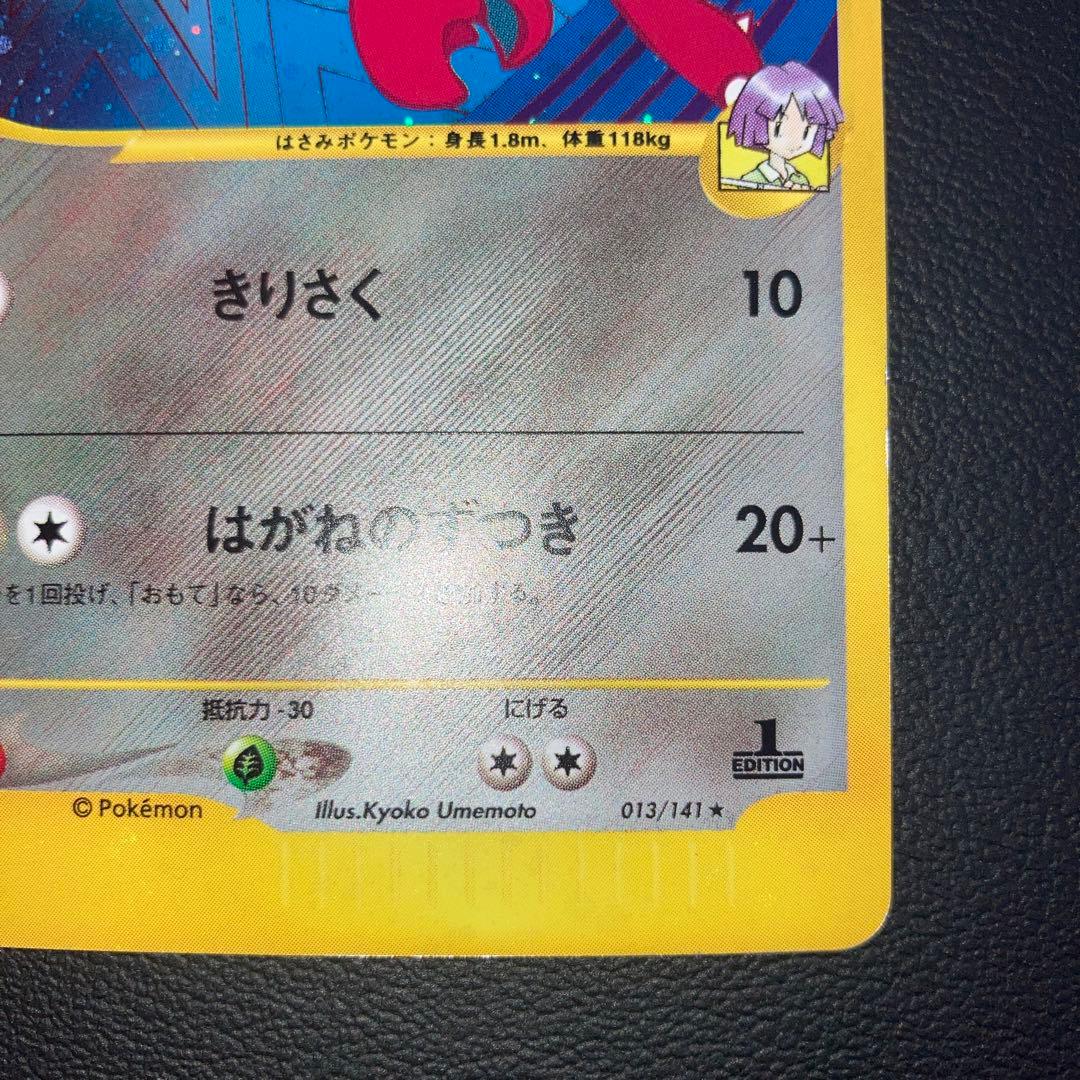 はさみポケモン：身長1.8m、体重118kg
きりさく 10
はがねのずつき 20+
を1回投げ、「おもて」なら、10ダメージ
する。
抵抗力 -30 にげる
1
EDITION
© Pokémon Illus.Kyoko Umemoto 013/141 ★